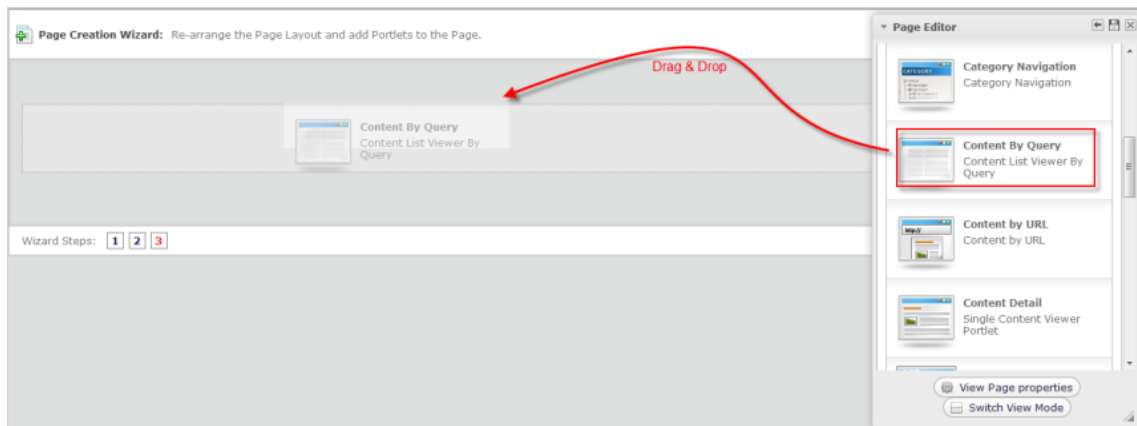 Page Creation Wizard: Re-arrange the Page Layout and add Portlets to the Page.
Drag & Drop
Content By Query
Content List Viewer By
Query
Wizard Steps: 1 2 3
Page Editor
CATEGORY
Category Navigation
Category Navigation
Content By Query
Content List Viewer By
Query
http://
Content by URL
Content by URL
Content Detail
Single Content Viewer
Portlet
View Page properties
Switch View Mode